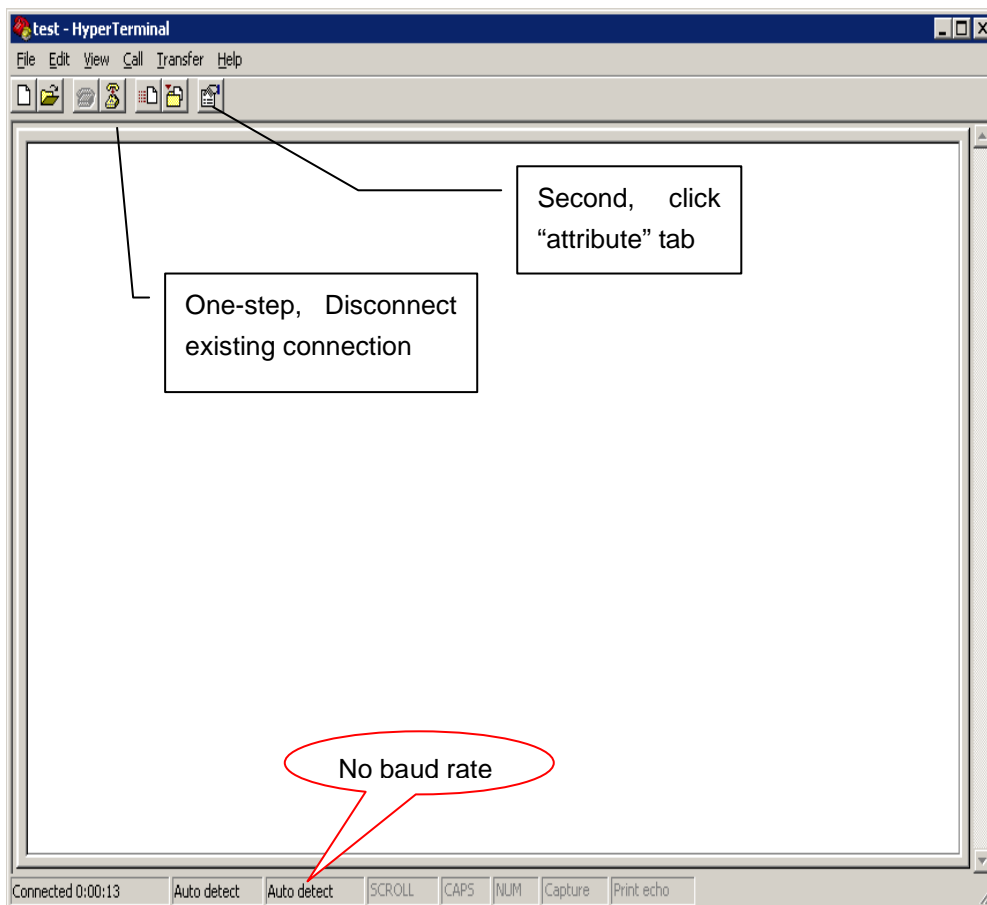 test - HyperTerminal
File Edit View Call Transfer Help
Second, click
“attribute” tab
One-step, Disconnect
existing connection
No baud rate
Connected 0:00:13 Auto detect Auto detect SCROLL CAPS NUM Capture Print echo